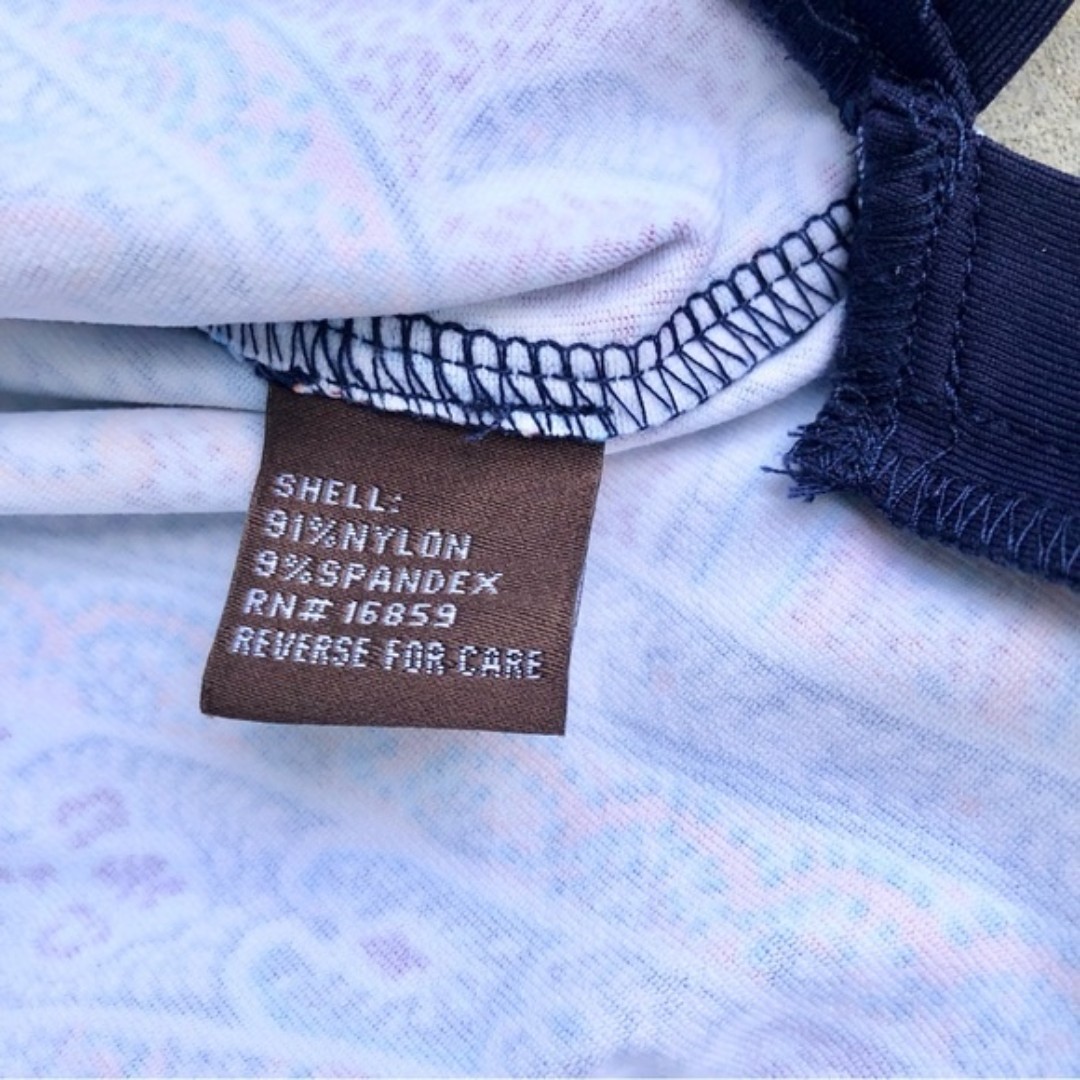 SHELL:
91%NYLON
9%SPANDEX
RN# 16859
REVERSE FOR CARE